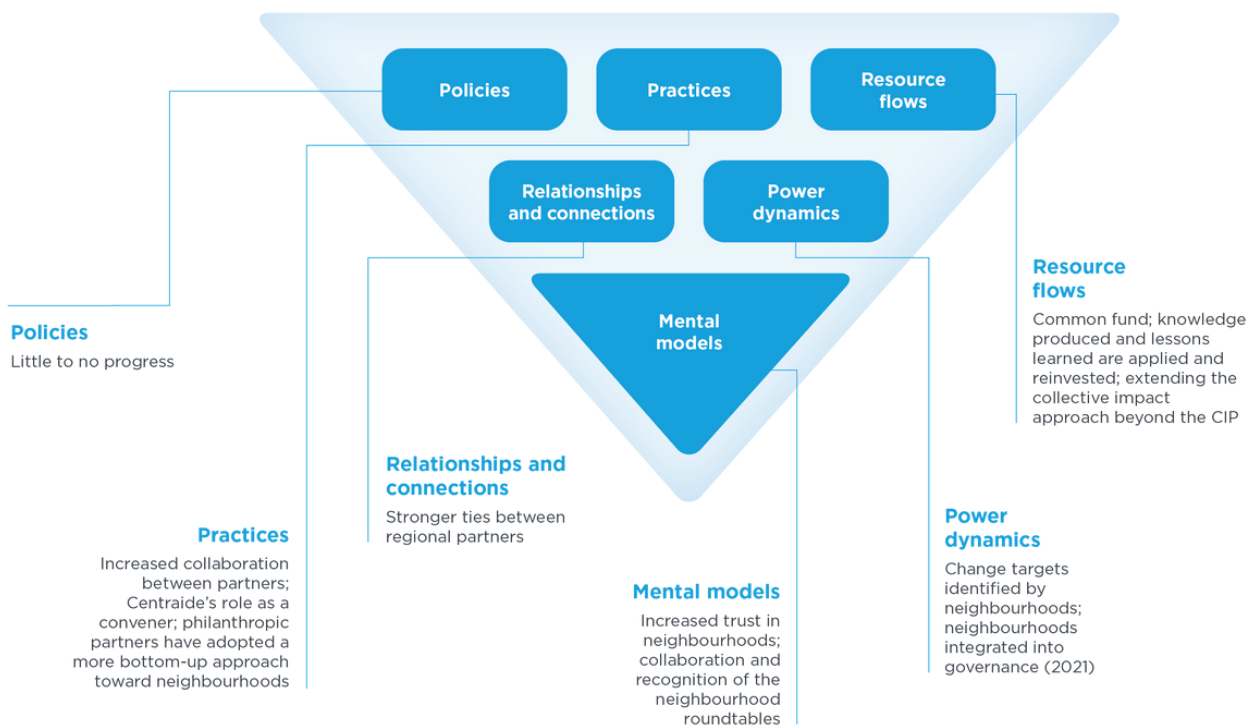 Policies
Practices
Resource
flows
Relationships
and connections
Power
dynamics
Mental
models
Policies
Little to no progress
Practices
Increased collaboration
between partners;
Centraide’s role as a
convener; philanthropic
partners have adopted a
more bottom-up approach
toward neighbourhoods
Relationships and
connections
Stronger ties between
regional partners
Mental models
Increased trust in
neighbourhoods;
collaboration and
recognition of the
neighbourhood
roundtables
Power
dynamics
Change targets
identified by
neighbourhoods;
neighbourhoods
integrated into
governance (2021)
Resource
flows
Common fund; knowledge
produced and lessons
learned are applied and
reinvested; extending the
collective impact
approach beyond the CIP